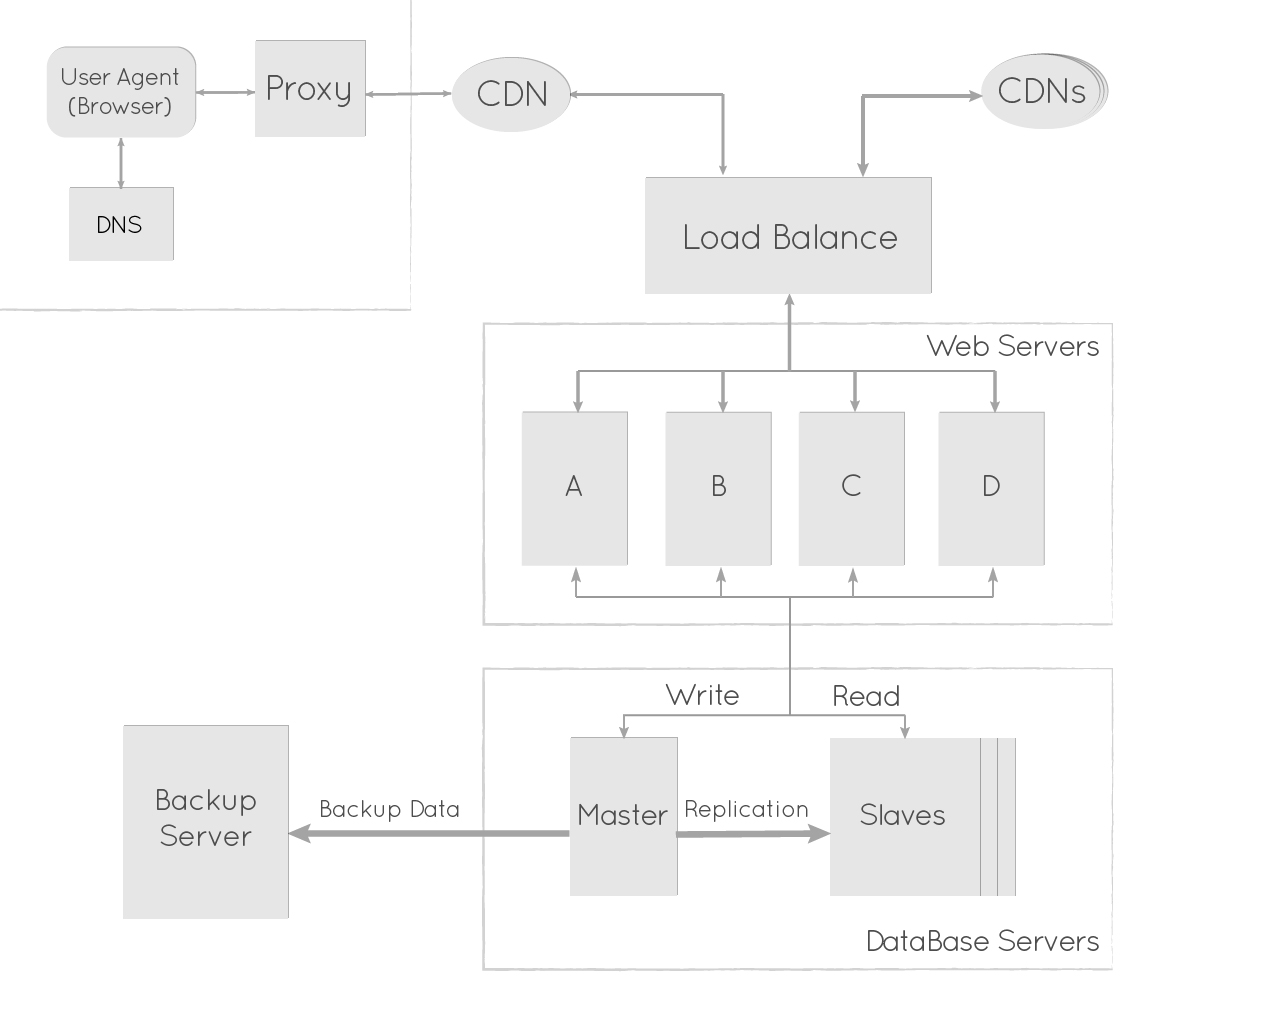 User Agent
(Browser)
Proxy
CDN
CDNs
DNS
Load Balance
Web Servers
A
B
C
D
Write
Read
Backup
Server
Backup Data
Master
Replication
Slaves
DataBase Servers